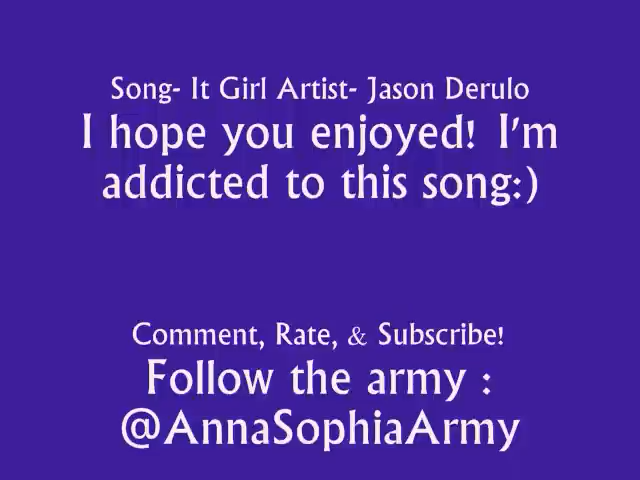 Song- It Girl Artist- Jason Derulo
I hope you enjoyed! I'm
addicted to this song:)
Comment, Rate, & Subscribe!
Follow the army :
@AnnaSophiaArmy